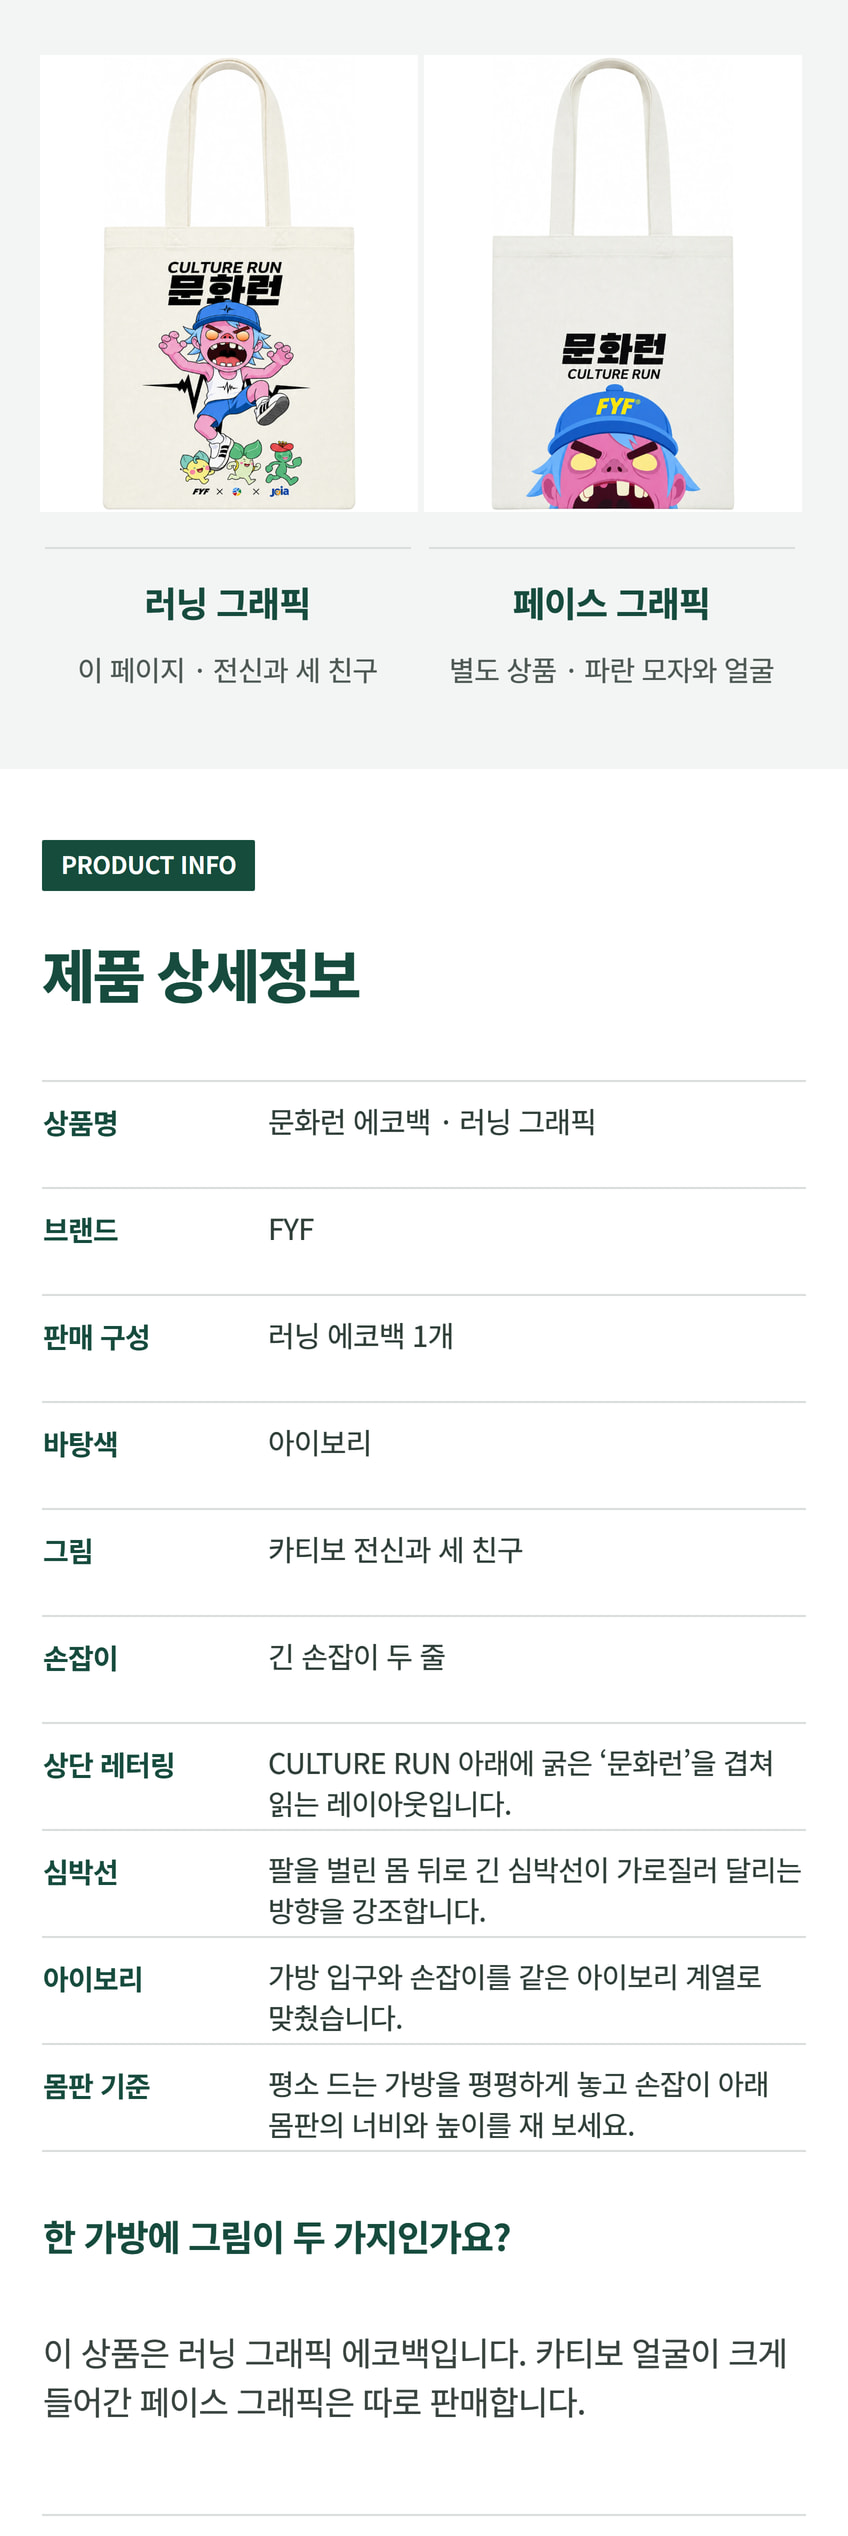 CULTURE RUN
문화런
FYF × × joia
문화런
CULTURE RUN
FYF
러닝 그래픽
이 페이지 · 전신과 세 친구
페이스 그래픽
별도 상품 · 파란 모자와 얼굴
PRODUCT INFO
제품 상세정보
상품명
문화런 에코백 · 러닝 그래픽
브랜드
FYF
판매 구성
러닝 에코백 1개
바탕색
아이보리
그림
카티보 전신과 세 친구
손잡이
긴 손잡이 두 줄
상단 레터링
CULTURE RUN 아래에 굵은 ‘문화런’을 겹쳐
읽는 레이아웃입니다.
심박선
팔을 벌린 몸 뒤로 긴 심박선이 가로질러 달리는
방향을 강조합니다.
아이보리
가방 입구와 손잡이를 같은 아이보리 계열로
맞췄습니다.
몸판 기준
평소 드는 가방을 평평하게 놓고 손잡이 아래
몸판의 너비와 높이를 재 보세요.
한 가방에 그림이 두 가지인가요?
이 상품은 러닝 그래픽 에코백입니다. 카티보 얼굴이 크게
들어간 페이스 그래픽은 따로 판매합니다.